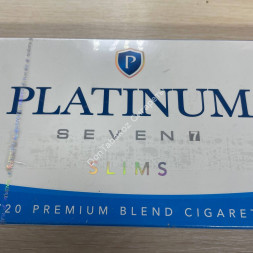 P
PLATINUM
SEVEN 7
SLIMS
20 PREMIUM BLEND CIGARET